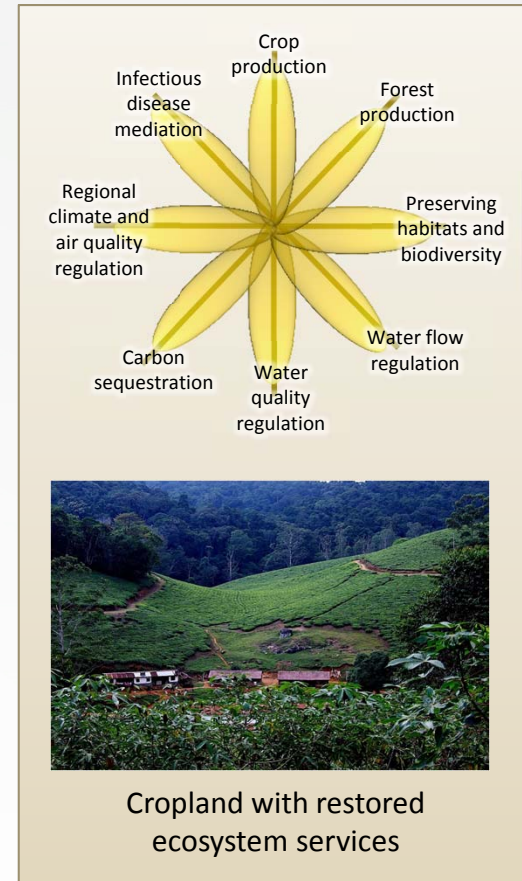 Crop
production
Infectious
disease
mediation
Forest
production
Regional
climate and
air quality
regulation
Preserving
habitats and
biodiversity
Carbon
sequestration
Water flow
regulation
Water
quality
regulation
Cropland with restored
ecosystem services